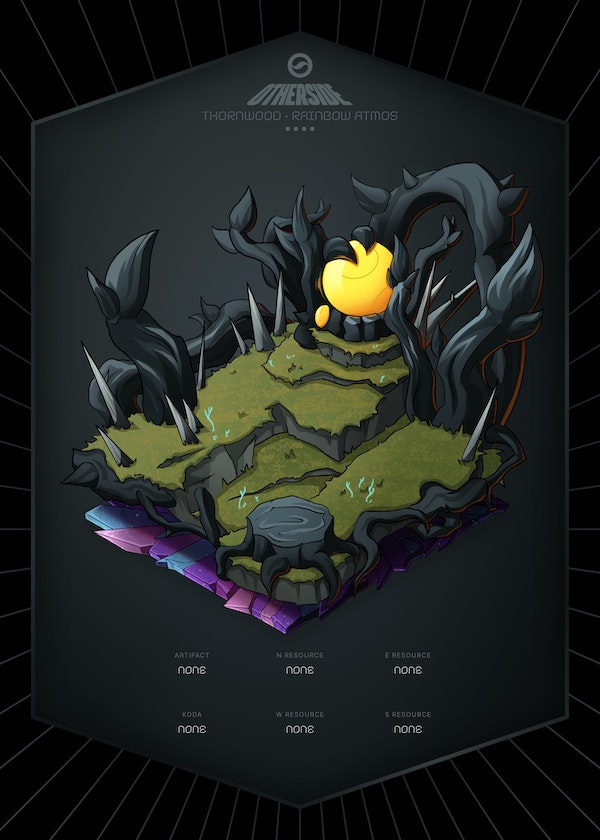 OTHERSIDE
THORNWOOD · RAINBOW ATMOS
ARTIFACT N RESOURCE E RESOURCE
NONE NONE NONE
KODA W RESOURCE S RESOURCE
NONE NONE NONE